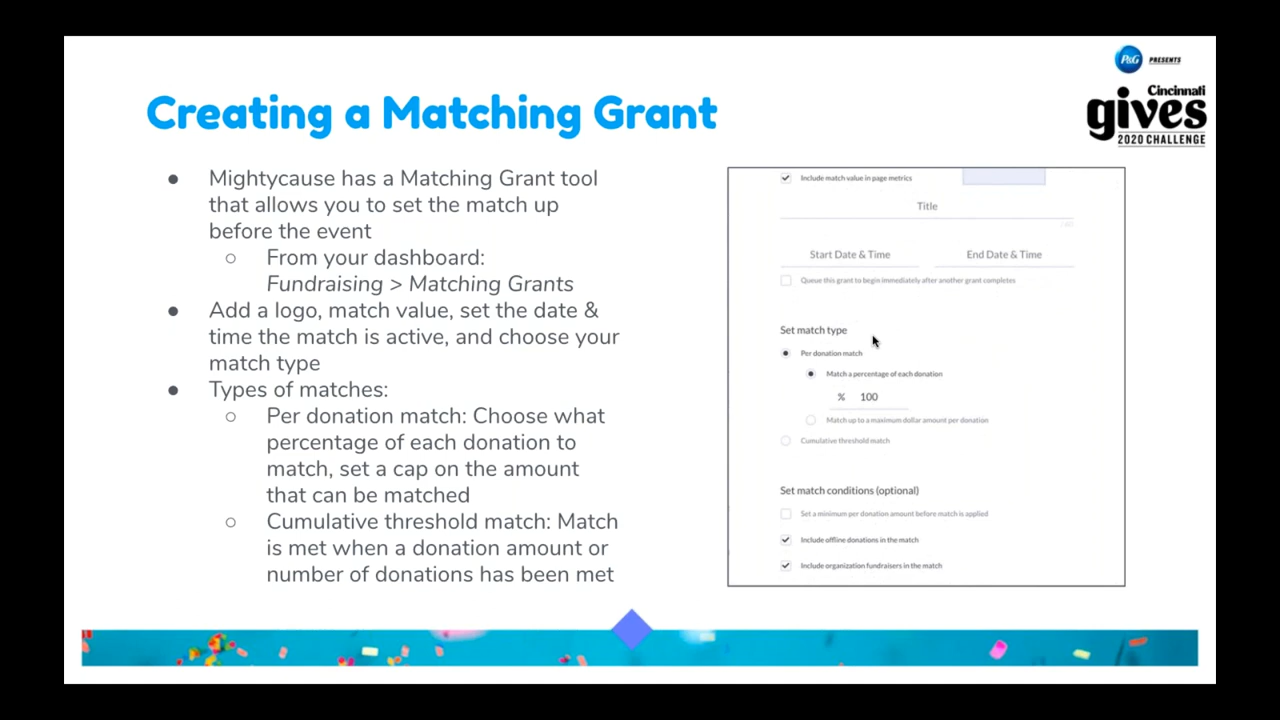 P&G PRESENTS
Cincinnati
gives
2020 CHALLENGE
Creating a Matching Grant
● Mightycause has a Matching Grant tool
that allows you to set the match up
before the event
○ From your dashboard:
Fundraising > Matching Grants
● Add a logo, match value, set the date &
time the match is active, and choose your
match type
● Types of matches:
○ Per donation match: Choose what
percentage of each donation to
match, set a cap on the amount
that can be matched
○ Cumulative threshold match: Match
is met when a donation amount or
number of donations has been met
Include match value in page metrics
Title
Start Date & Time End Date & Time
Queue this grant to begin immediately after another grant completes
Set match type
Per donation match
Match a percentage of each donation
% 100
Match up to a maximum dollar amount per donation
Cumulative threshold match
Set match conditions (optional)
Set a minimum per donation amount before match is applied
Include offline donations in the match
Include organization fundraisers in the match